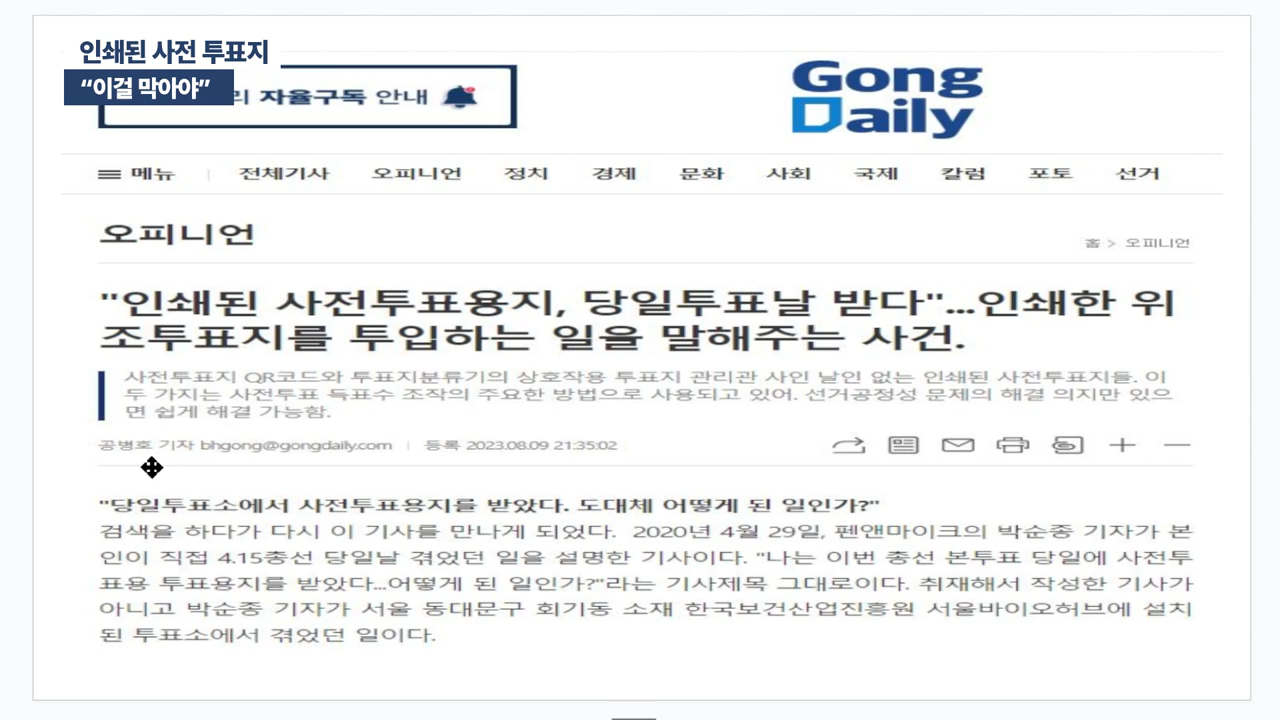 인쇄된 사전 투표지
“이걸 막아야”
리 자율구독 안내
Gong
Daily
메뉴
전체기사
오피니언
정치
경제
문화
사회
국제
칼럼
포토
선거
오피니언
홈 > 오피니언
"인쇄된 사전투표용지, 당일투표날 받다"...인쇄한 위
조투표지를 투입하는 일을 말해주는 사건.
사전투표지 QR코드와 투표지분류기의 상호작용 투표지 관리관 사인 날인 없는 인쇄된 사전투표지들. 이
두 가지는 사전투표 득표수 조작의 주요한 방법으로 사용되고 있어. 선거공정성 문제의 해결 의지만 있으
면 쉽게 해결 가능함.
공병호 기자 bhgong@gongdaily.com
등록 2023.08.09 21:35:02
"당일투표소에서 사전투표용지를 받았다. 도대체 어떻게 된 일인가?"
검색을 하다가 다시 이 기사를 만나게 되었다. 2020년 4월 29일, 펜앤마이크의 박순종 기자가 본
인이 직접 4.15총선 당일날 겪었던 일을 설명한 기사이다. "나는 이번 총선 본투표 당일에 사전투
표용 투표용지를 받았다...어떻게 된 일인가?"라는 기사제목 그대로이다. 취재해서 작성한 기사가
아니고 박순종 기자가 서울 동대문구 회기동 소재 한국보건산업진흥원 서울바이오허브에 설치
된 투표소에서 겪었던 일이다.